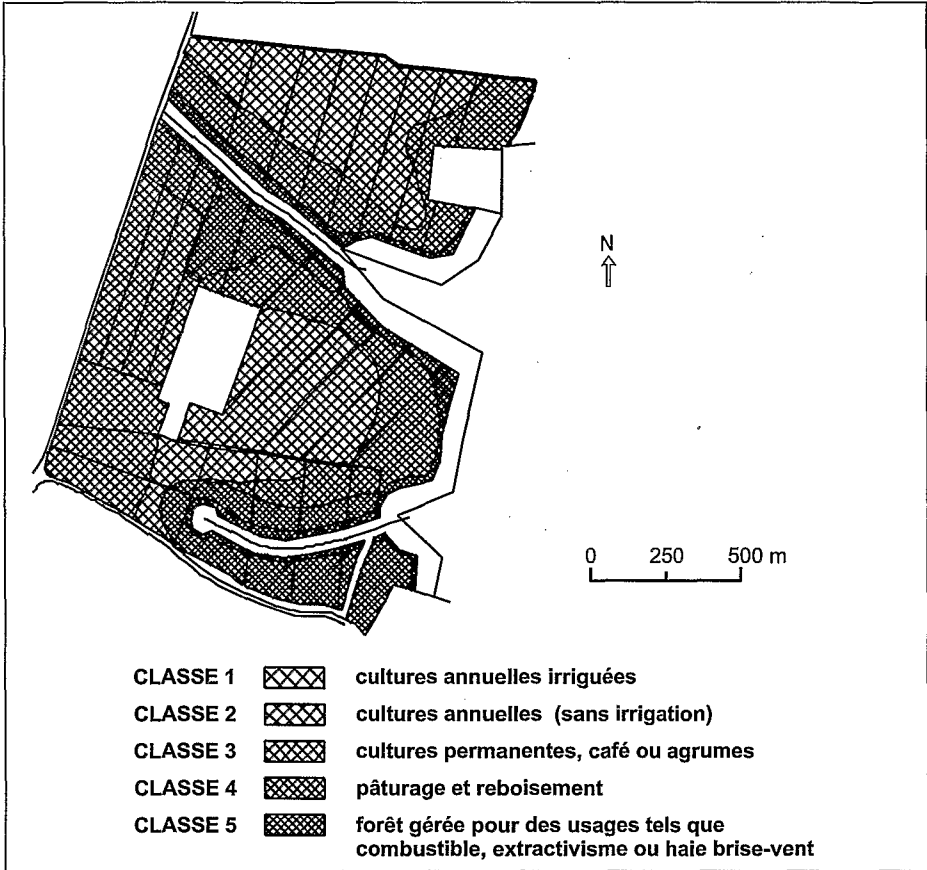 N
0 250 500 m
CLASSE 1 cultures annuelles irriguées
CLASSE 2 cultures annuelles (sans irrigation)
CLASSE 3 cultures permanentes, café ou agrumes
CLASSE 4 pâturage et reboisement
CLASSE 5 forêt gérée pour des usages tels que
combustible, extractivisme ou haie brise-vent